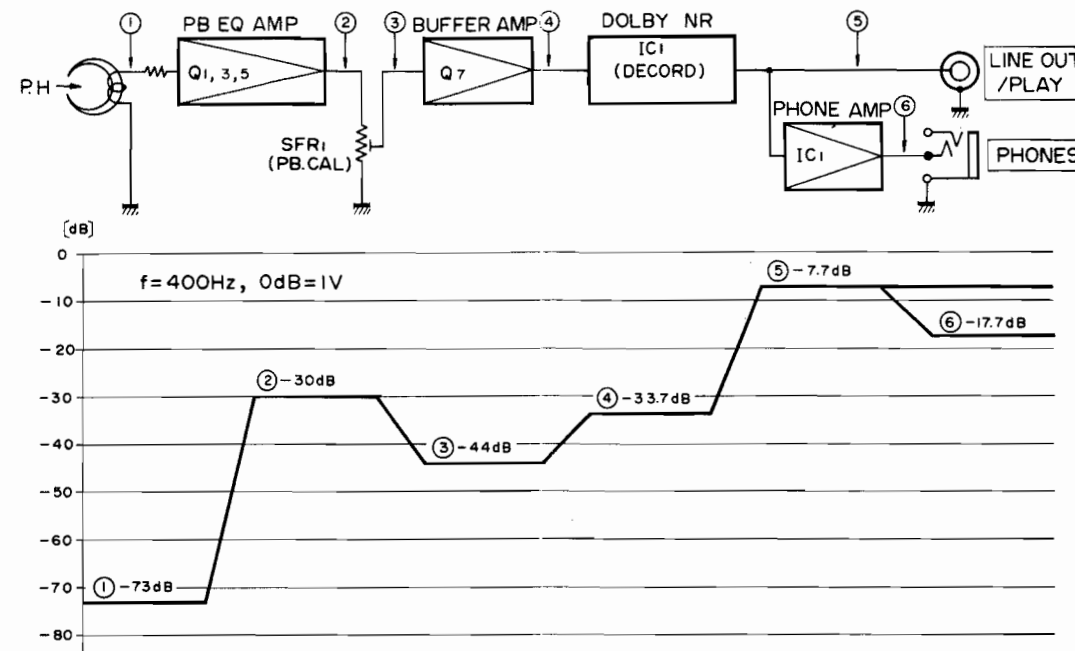 ① PB EQ AMP ② ③ BUFFER AMP ④ DOLBY NR ⑤
P.H
Q1, 3, 5
Q7
IC1
(DECORD)
LINE OUT
/PLAY
SFR1
(PB.CAL)
PHONE AMP ⑥
IC1
PHONES
[dB]
0
f=400Hz, 0dB=1V
⑤ -7.7dB
-10
⑥ -17.7dB
-20
② -30dB
-30
④ -33.7dB
-40
③ -44dB
-50
-60
-70
① -73dB
-80